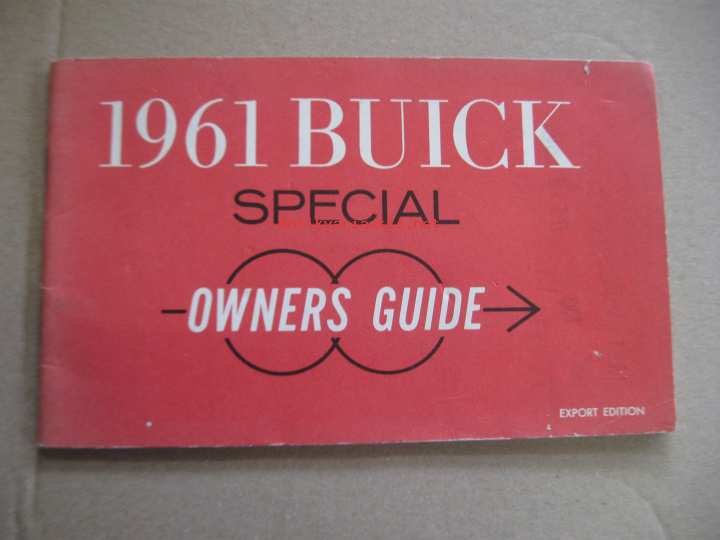 1961 BUICK
SPECIAL
OWNERS GUIDE
EXPORT EDITION